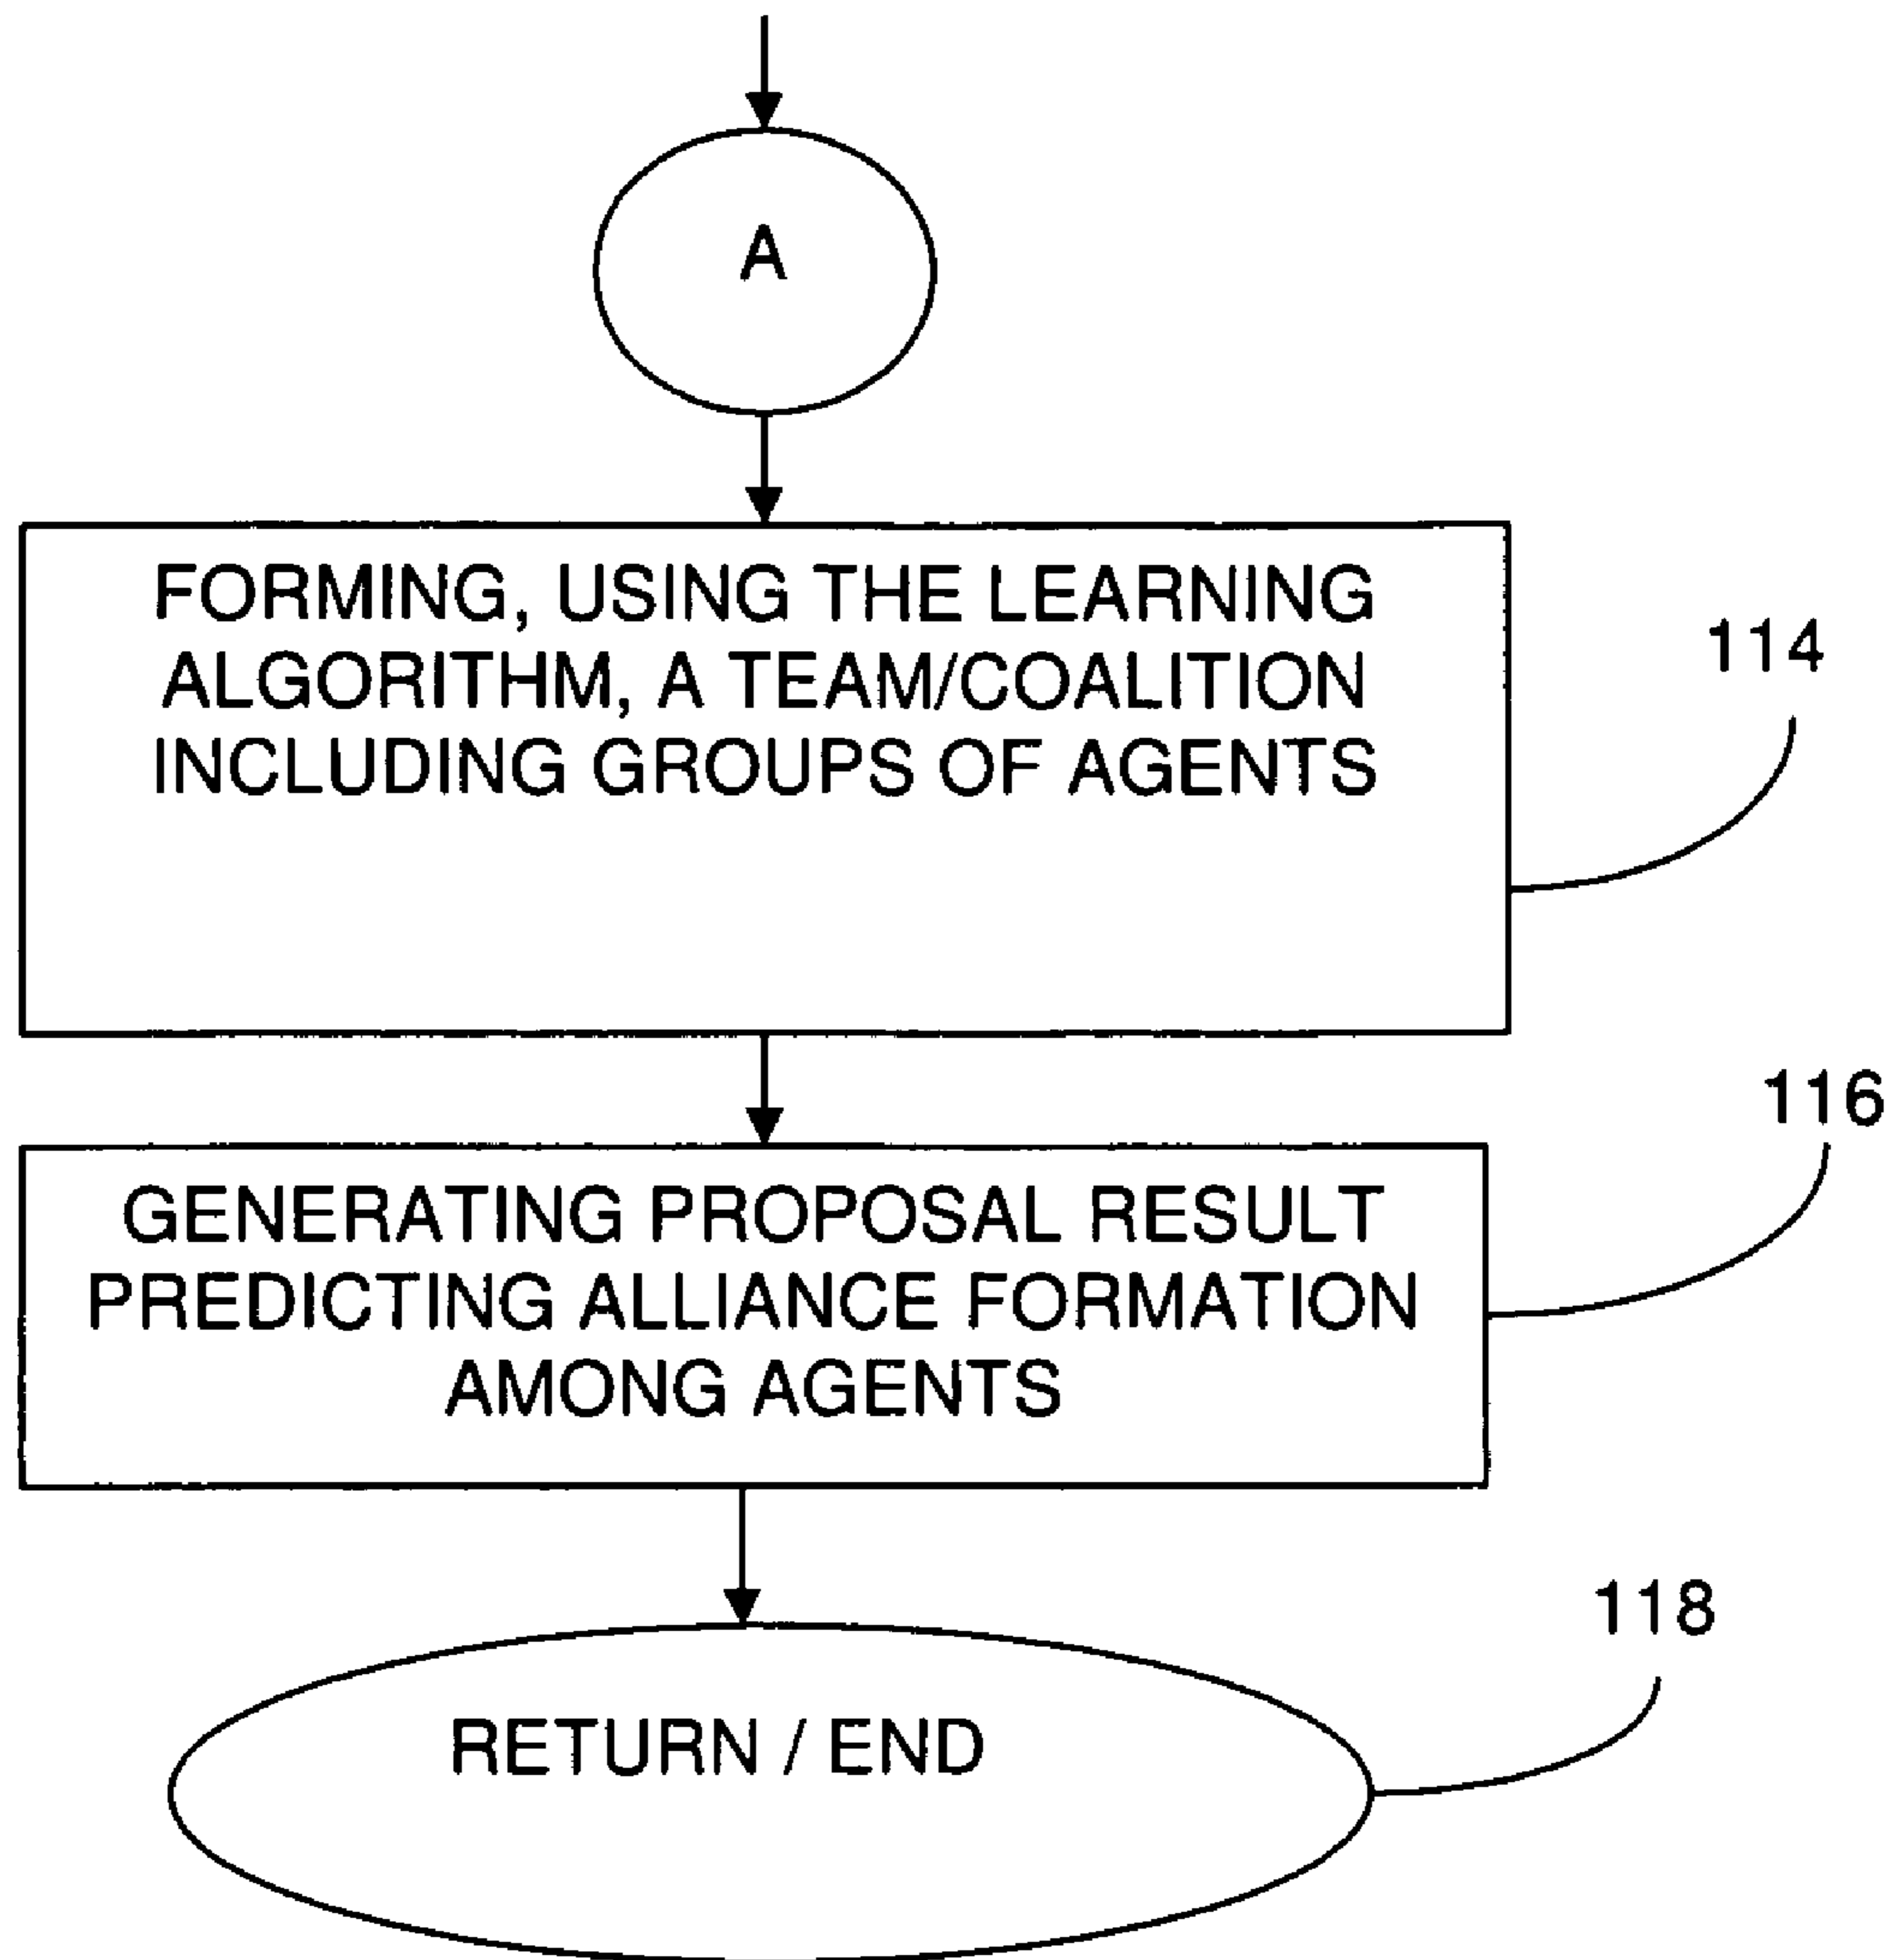 A
FORMING, USING THE LEARNING
ALGORITHM, A TEAM/COALITION
INCLUDING GROUPS OF AGENTS
114
116
GENERATING PROPOSAL RESULT
PREDICTING ALLIANCE FORMATION
AMONG AGENTS
118
RETURN / END